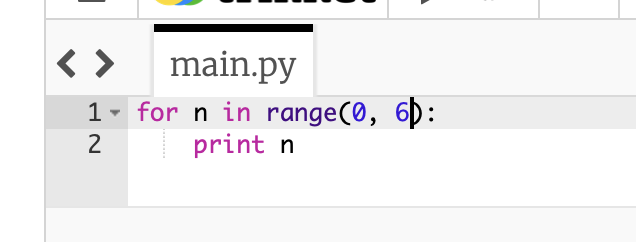 main.py
1 for n in range(0, 6):
2     print n